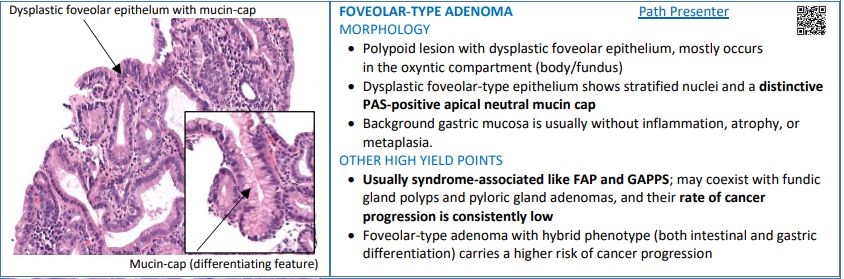 Dysplastic foveolar epithelum with mucin-cap
Mucin-cap (differentiating feature)
FOVEOLAR-TYPE ADENOMA
Path Presenter
MORPHOLOGY
• Polypoid lesion with dysplastic foveolar epithelium, mostly occurs
in the oxyntic compartment (body/fundus)
• Dysplastic foveolar-type epithelium shows stratified nuclei and a distinctive
PAS-positive apical neutral mucin cap
• Background gastric mucosa is usually without inflammation, atrophy, or
metaplasia.
OTHER HIGH YIELD POINTS
• Usually syndrome-associated like FAP and GAPPS; may coexist with fundic
gland polyps and pyloric gland adenomas, and their rate of cancer
progression is consistently low
• Foveolar-type adenoma with hybrid phenotype (both intestinal and gastric
differentiation) carries a higher risk of cancer progression